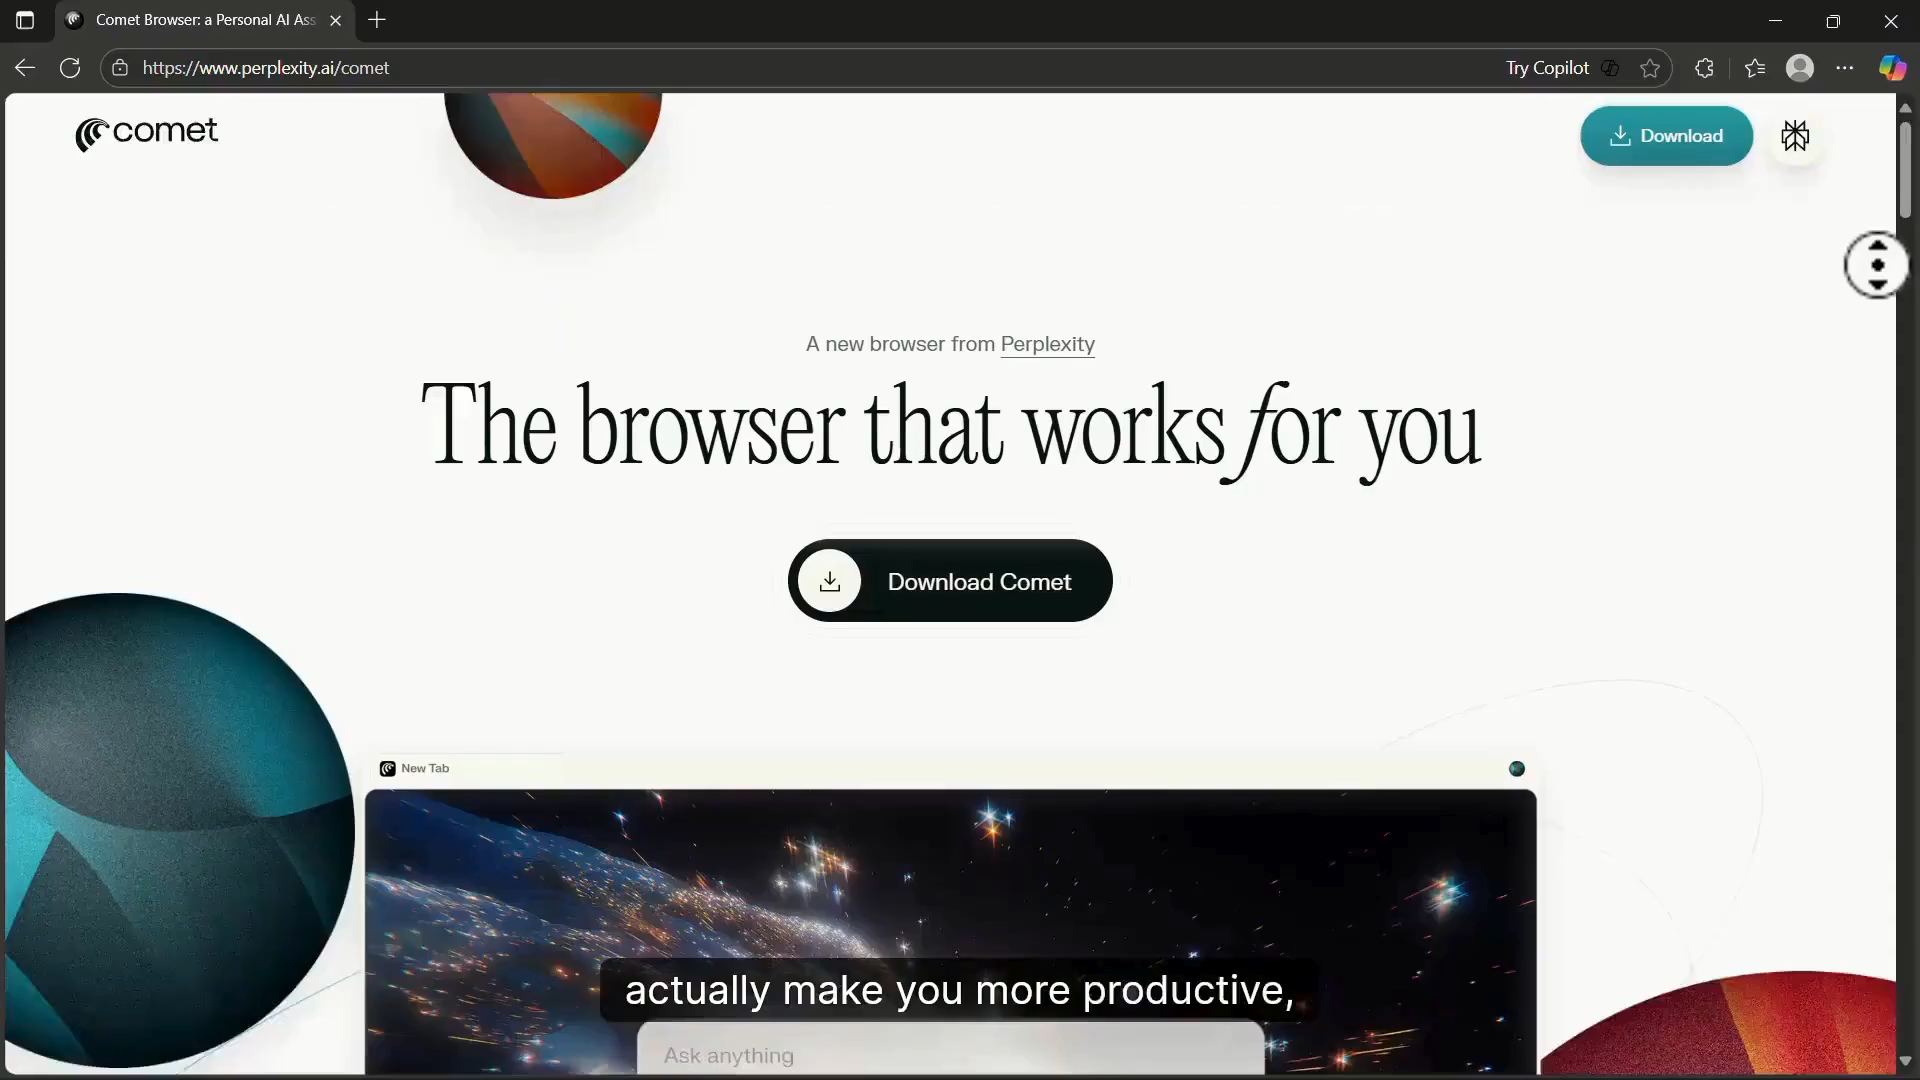 Comet Browser: a Personal AI Ass
https://www.perplexity.ai/comet
Try Copilot
comet
Download
A new browser from Perplexity
The browser that works for you
Download Comet
New Tab
actually make you more productive,
Ask anything